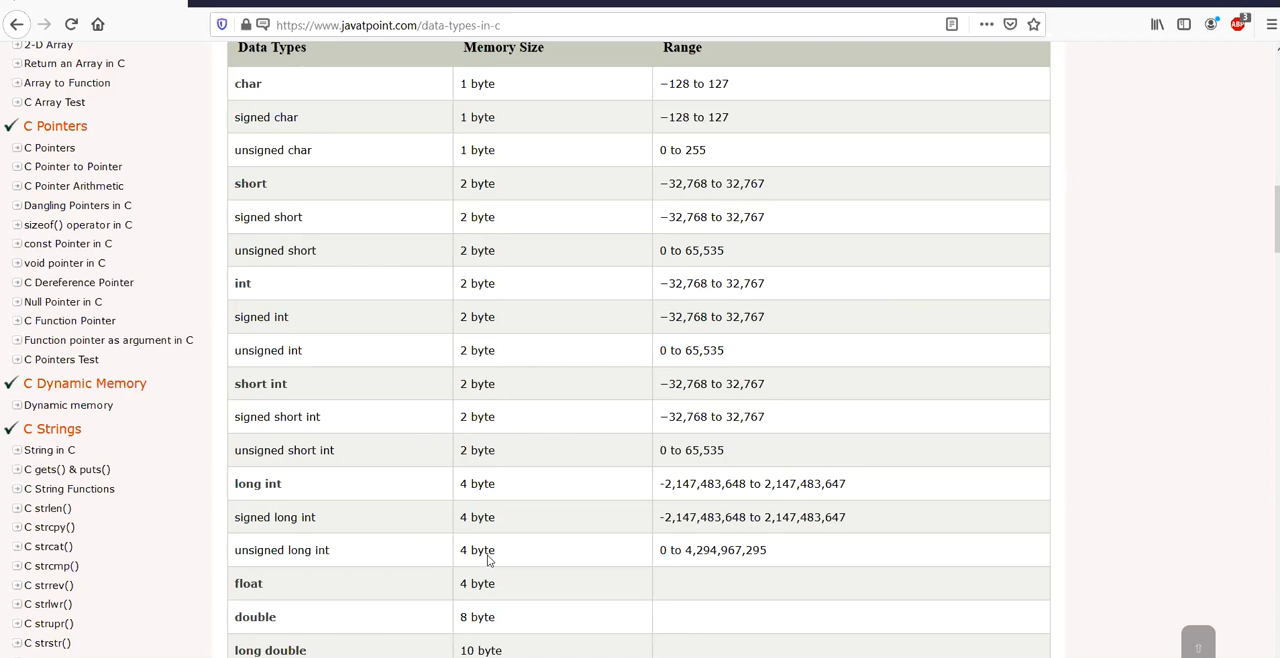 https://www.javatpoint.com/data-types-in-c
3
ABP
2-D Array
Return an Array in C
Array to Function
C Array Test
C Pointers
C Pointers
C Pointer to Pointer
C Pointer Arithmetic
Dangling Pointers in C
sizeof() operator in C
const Pointer in C
void pointer in C
C Dereference Pointer
Null Pointer in C
C Function Pointer
Function pointer as argument in C
C Pointers Test
C Dynamic Memory
Dynamic memory
C Strings
String in C
C gets() & puts()
C String Functions
C strlen()
C strcpy()
C strcat()
C strcmp()
C strrev()
C strlwr()
C strupr()
C strstr()
Data Types Memory Size Range
char 1 byte −128 to 127
signed char 1 byte −128 to 127
unsigned char 1 byte 0 to 255
short 2 byte −32,768 to 32,767
signed short 2 byte −32,768 to 32,767
unsigned short 2 byte 0 to 65,535
int 2 byte −32,768 to 32,767
signed int 2 byte −32,768 to 32,767
unsigned int 2 byte 0 to 65,535
short int 2 byte −32,768 to 32,767
signed short int 2 byte −32,768 to 32,767
unsigned short int 2 byte 0 to 65,535
long int 4 byte -2,147,483,648 to 2,147,483,647
signed long int 4 byte -2,147,483,648 to 2,147,483,647
unsigned long int 4 byte 0 to 4,294,967,295
float 4 byte
double 8 byte
long double 10 byte